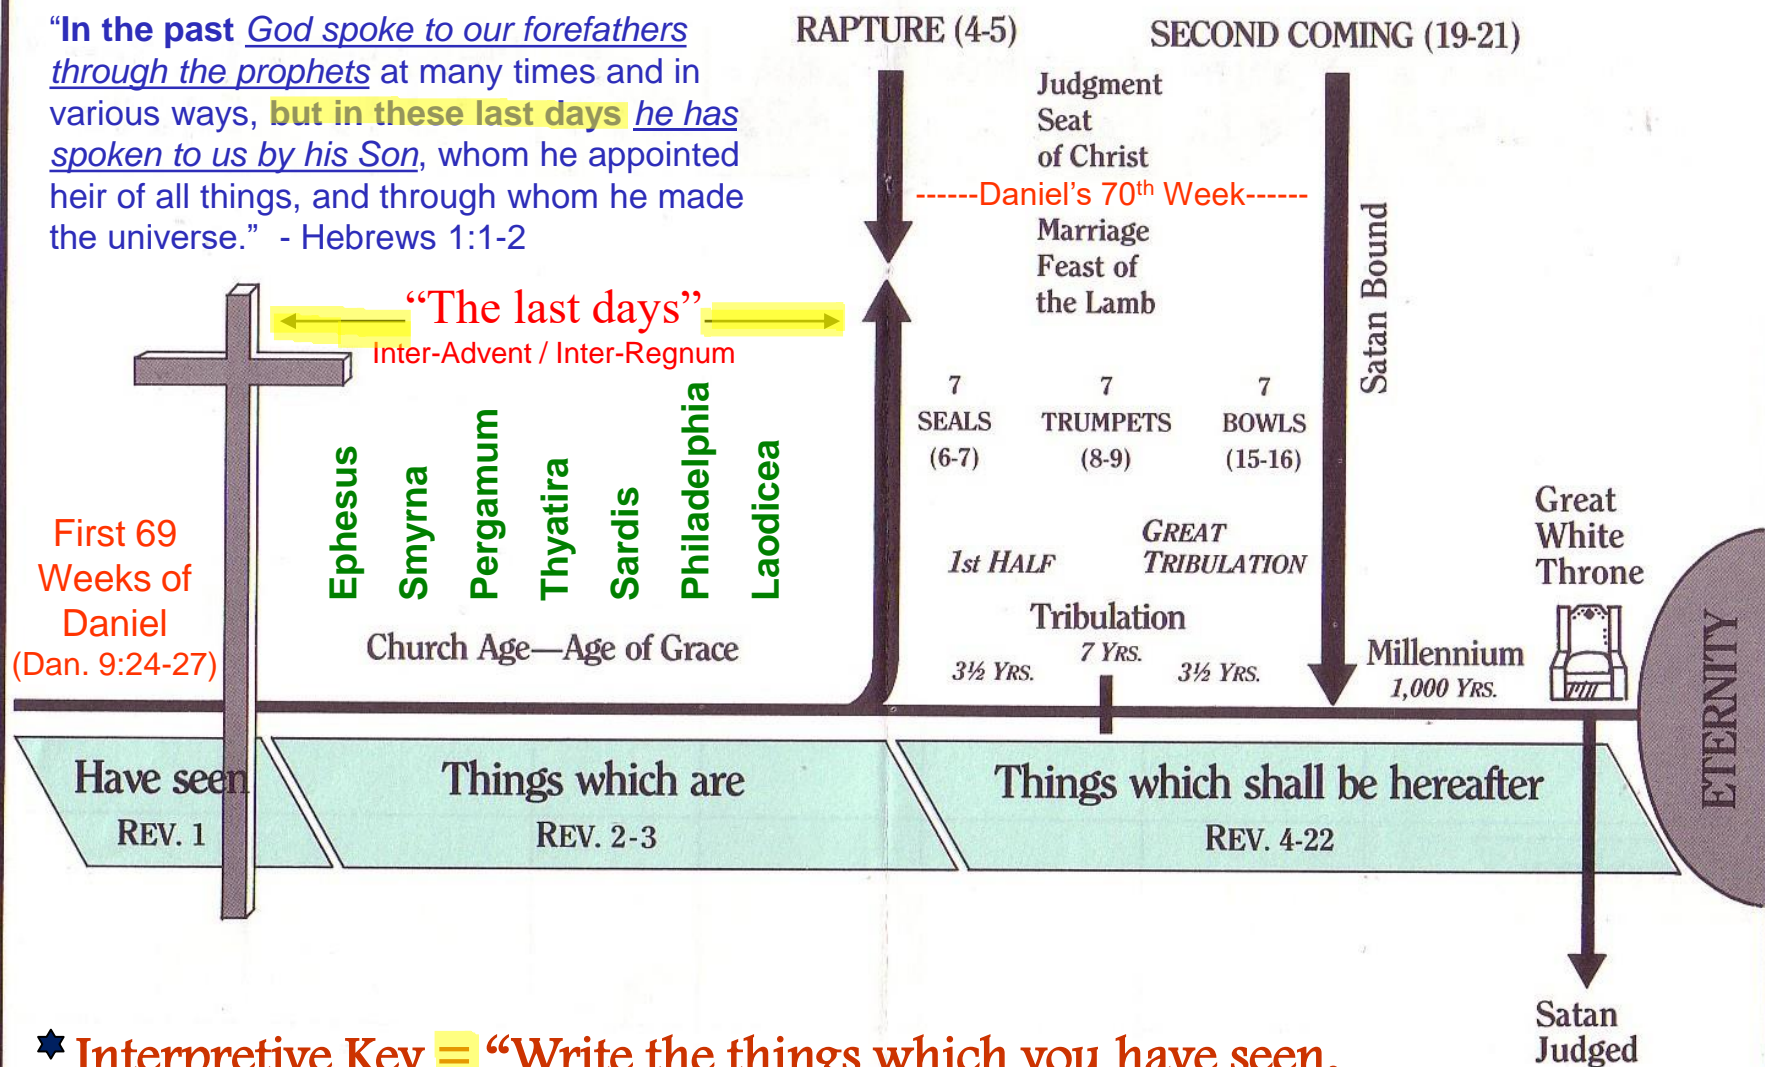 “In the past God spoke to our forefathers
through the prophets at many times and in
various ways, but in these last days he has
spoken to us by his Son, whom he appointed
heir of all things, and through whom he made
the universe.” - Hebrews 1:1-2
RAPTURE (4-5)
SECOND COMING (19-21)
Judgment
Seat
of Christ
------Daniel’s 70th Week------
Marriage
Feast of
the Lamb
Satan Bound
“The last days”
Inter-Advent / Inter-Regnum
Ephesus
Smyrna
Pergamum
Thyatira
Sardis
Philadelphia
Laodicea
7
SEALS
(6-7)
7
TRUMPETS
(8-9)
7
BOWLS
(15-16)
First 69
Weeks of
Daniel
(Dan. 9:24-27)
Church Age—Age of Grace
1st HALF
GREAT
TRIBULATION
Tribulation
7 YRS.
3½ YRS.
3½ YRS.
Millennium
1,000 YRS.
Great
White
Throne
ETERNITY
Have seen
REV. 1
Things which are
REV. 2-3
Things which shall be hereafter
REV. 4-22
Satan
Judged
Interpretive Key = “Write the things which you have seen,